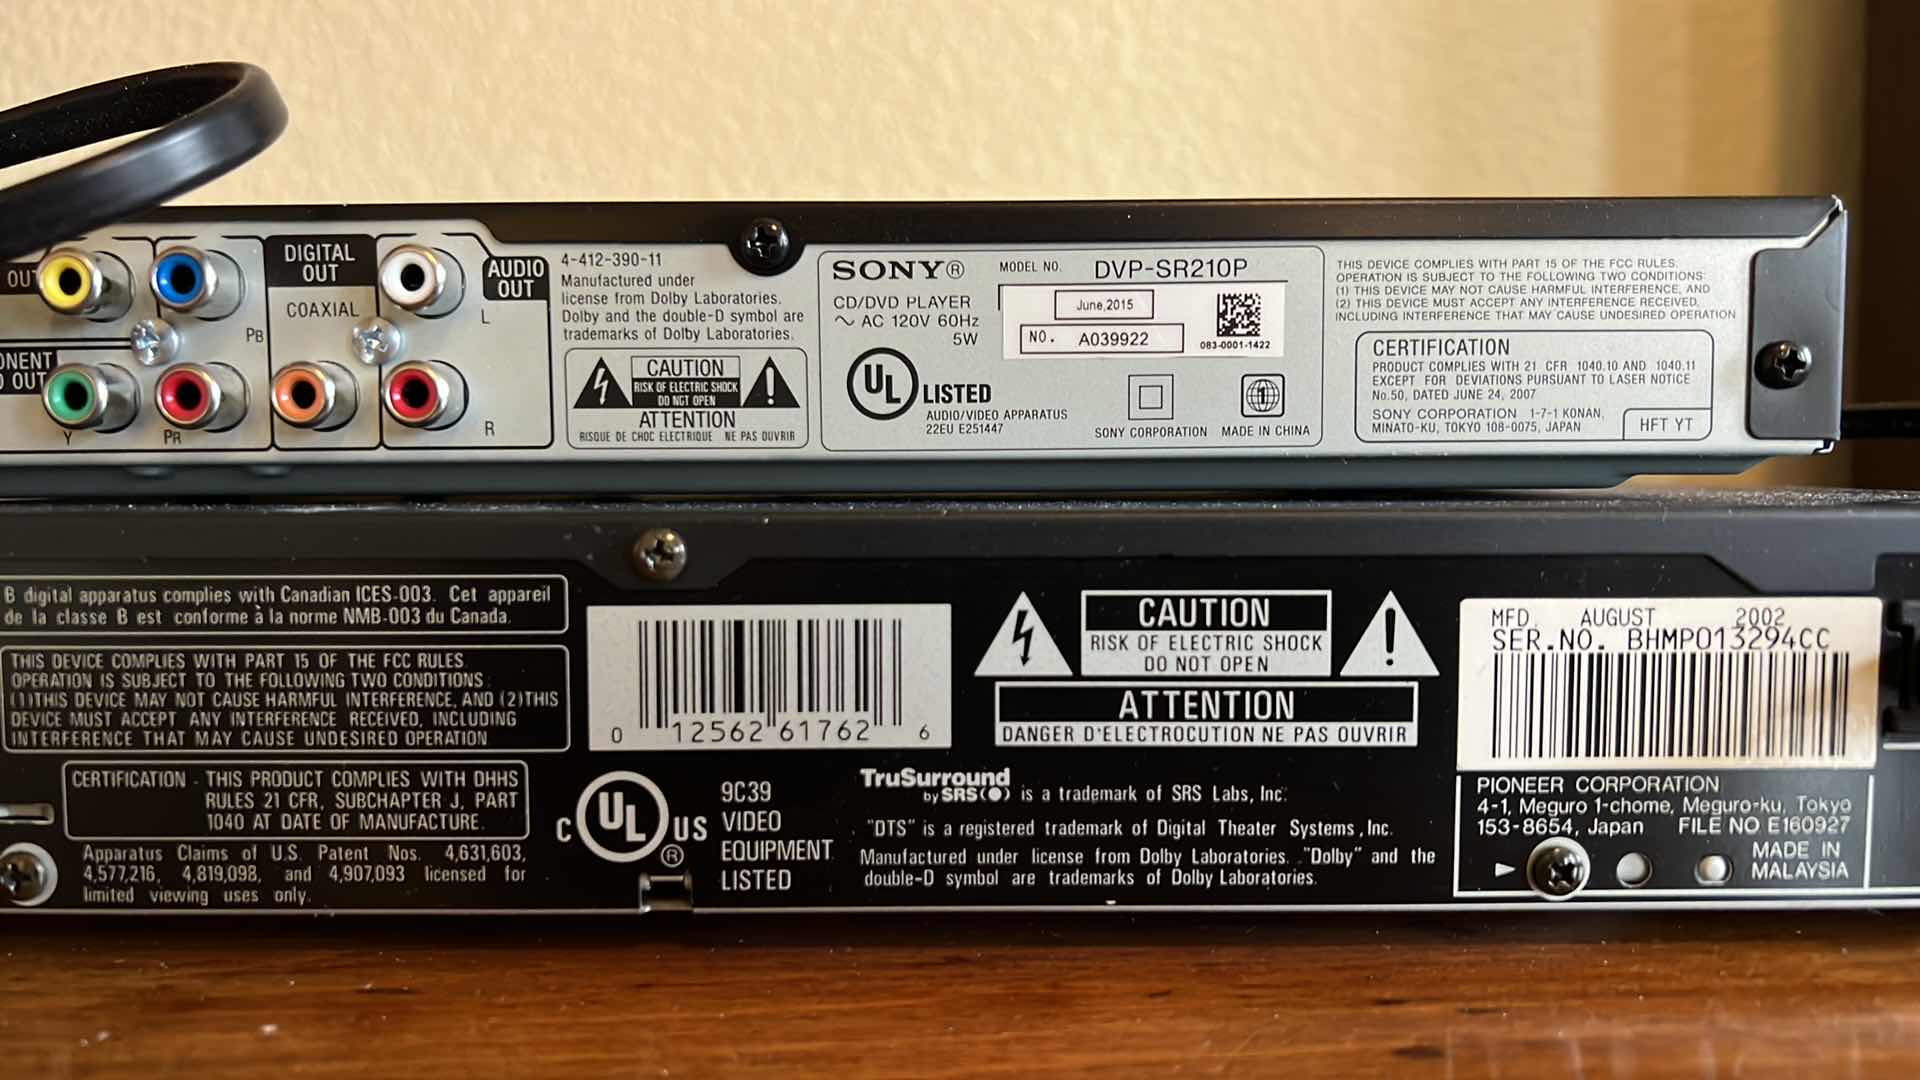 OUT
PB
ONENT
OUT
Y
PR
DIGITAL
OUT
COAXIAL
AUDIO
OUT
L
R
4-412-390-11
Manufactured under
license from Dolby Laboratories.
Dolby and the double-D symbol are
trademarks of Dolby Laboratories.
CAUTION
RISK OF ELECTRIC SHOCK
DO NOT OPEN
ATTENTION
RISQUE DE CHOC ELECTRIQUE NE PAS OUVRIR
SONY®
CD/DVD PLAYER
～ AC 120V 60Hz
5W
MODEL NO. DVP-SR210P
June,2015
NO. A039922
083-0001-1422
UL LISTED
AUDIO/VIDEO APPARATUS
22EU E251447
1
SONY CORPORATION MADE IN CHINA
THIS DEVICE COMPLIES WITH PART 15 OF THE FCC RULES.
OPERATION IS SUBJECT TO THE FOLLOWING TWO CONDITIONS:
(1) THIS DEVICE MAY NOT CAUSE HARMFUL INTERFERENCE, AND
(2) THIS DEVICE MUST ACCEPT ANY INTERFERENCE RECEIVED,
INCLUDING INTERFERENCE THAT MAY CAUSE UNDESIRED OPERATION
CERTIFICATION
PRODUCT COMPLIES WITH 21 CFR 1040.10 AND 1040.11
EXCEPT FOR DEVIATIONS PURSUANT TO LASER NOTICE
No.50, DATED JUNE 24, 2007
SONY CORPORATION 1-7-1 KONAN,
MINATO-KU, TOKYO 108-0075, JAPAN
HFT YT
B digital apparatus complies with Canadian ICES-003. Cet appareil
de la classe B est conforme à la norme NMB-003 du Canada.
THIS DEVICE COMPLIES WITH PART 15 OF THE FCC RULES.
OPERATION IS SUBJECT TO THE FOLLOWING TWO CONDITIONS:
(1)THIS DEVICE MAY NOT CAUSE HARMFUL INTERFERENCE, AND (2)THIS
DEVICE MUST ACCEPT ANY INTERFERENCE RECEIVED, INCLUDING
INTERFERENCE THAT MAY CAUSE UNDESIRED OPERATION
CERTIFICATION - THIS PRODUCT COMPLIES WITH DHHS
RULES 21 CFR, SUBCHAPTER J, PART
1040 AT DATE OF MANUFACTURE.
Apparatus Claims of U.S. Patent Nos. 4,631,603,
4,577,216, 4,819,098, and 4,907,093 licensed for
limited viewing uses only.
0 12562 61762 6
C UL US ®
9C39
VIDEO
EQUIPMENT
LISTED
CAUTION
RISK OF ELECTRIC SHOCK
DO NOT OPEN
ATTENTION
DANGER D'ELECTROCUTION NE PAS OUVRIR
TruSurround
by SRS(●) is a trademark of SRS Labs, Inc.
"DTS" is a registered trademark of Digital Theater Systems, Inc.
Manufactured under license from Dolby Laboratories. "Dolby" and the
double-D symbol are trademarks of Dolby Laboratories.
MFD. AUGUST 2002
SER.NO. BHMP013294CC
PIONEER CORPORATION
4-1, Meguro 1-chome, Meguro-ku, Tokyo
153-8654, Japan FILE NO E160927
MADE IN
MALAYSIA